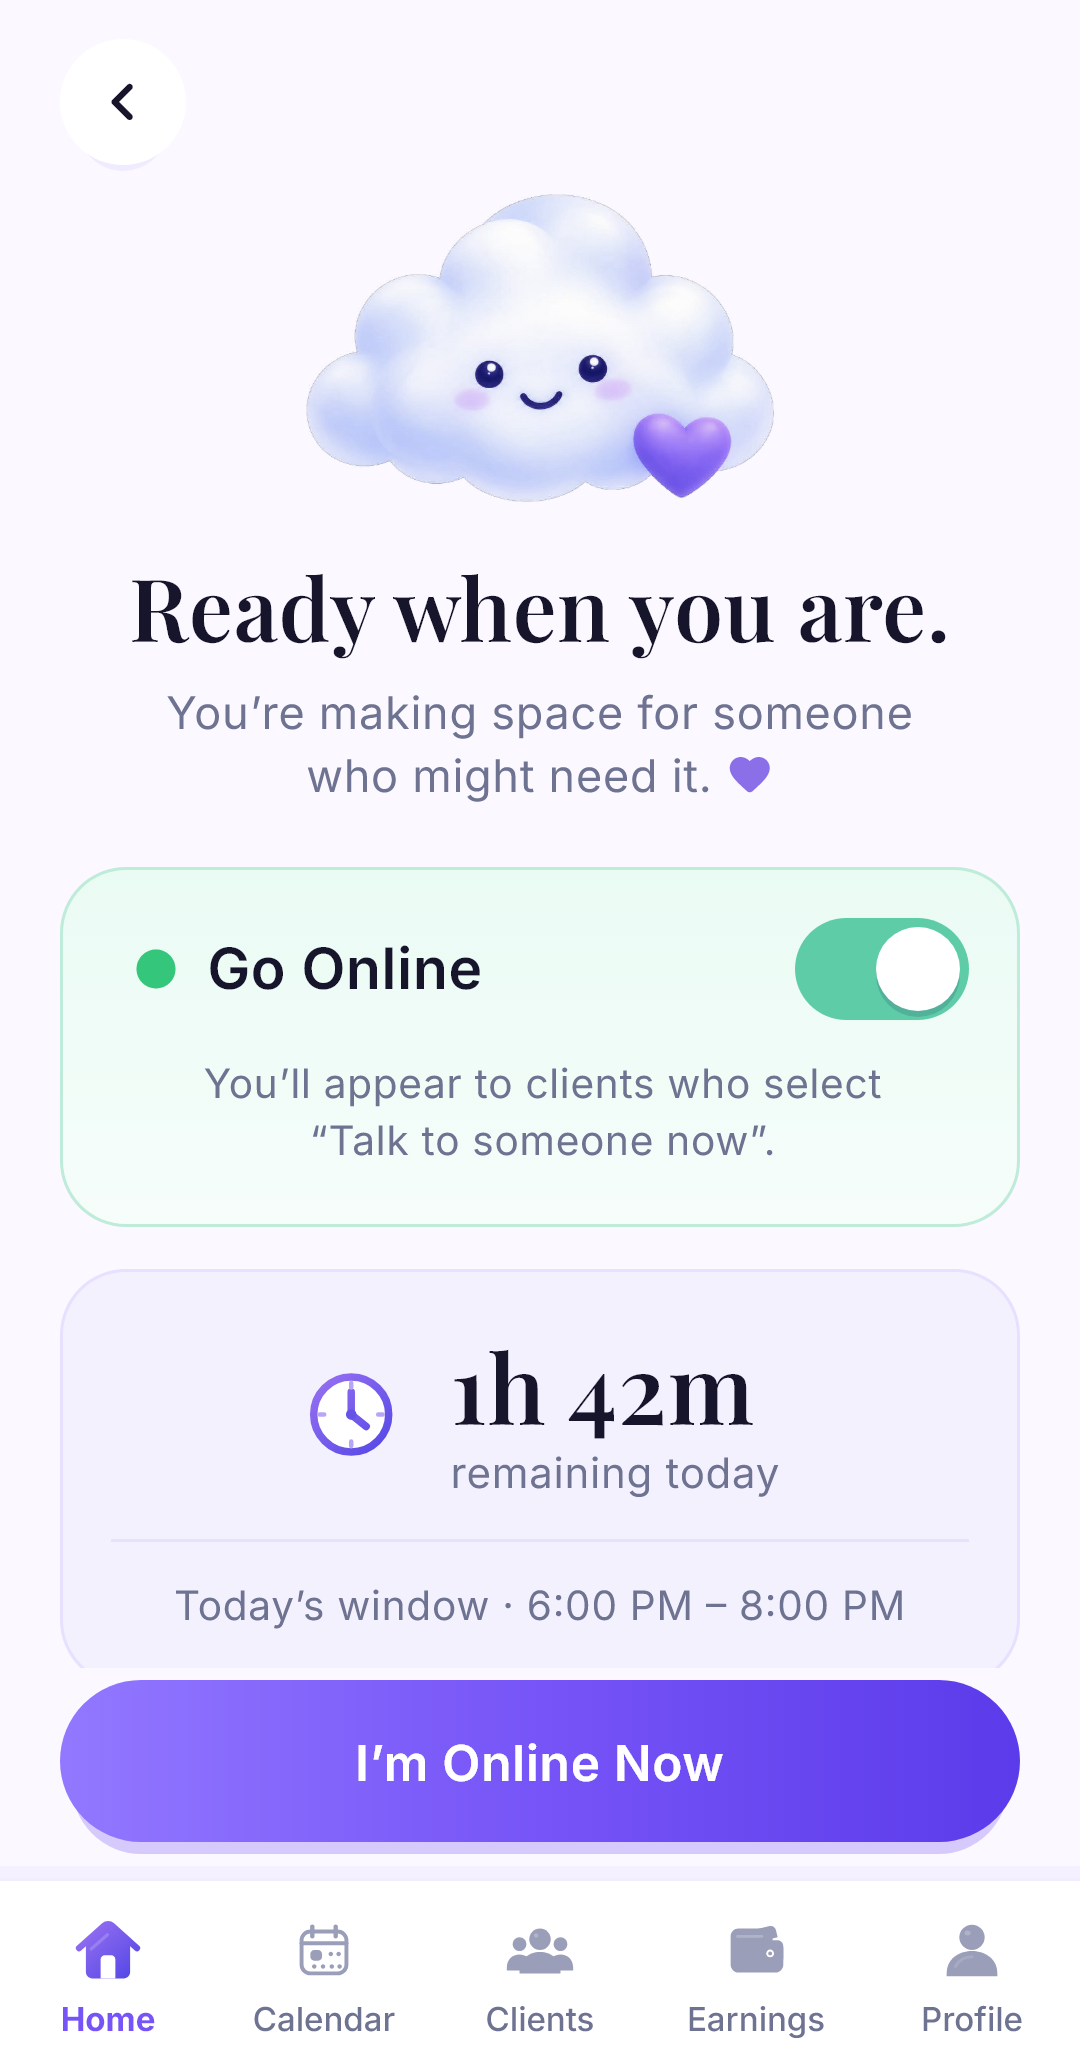 Ready when you are.
You’re making space for someone
who might need it. 💜
Go Online
You’ll appear to clients who select
“Talk to someone now”.
1h 42m
remaining today
Today’s window · 6:00 PM – 8:00 PM
I’m Online Now
Home
Calendar
Clients
Earnings
Profile